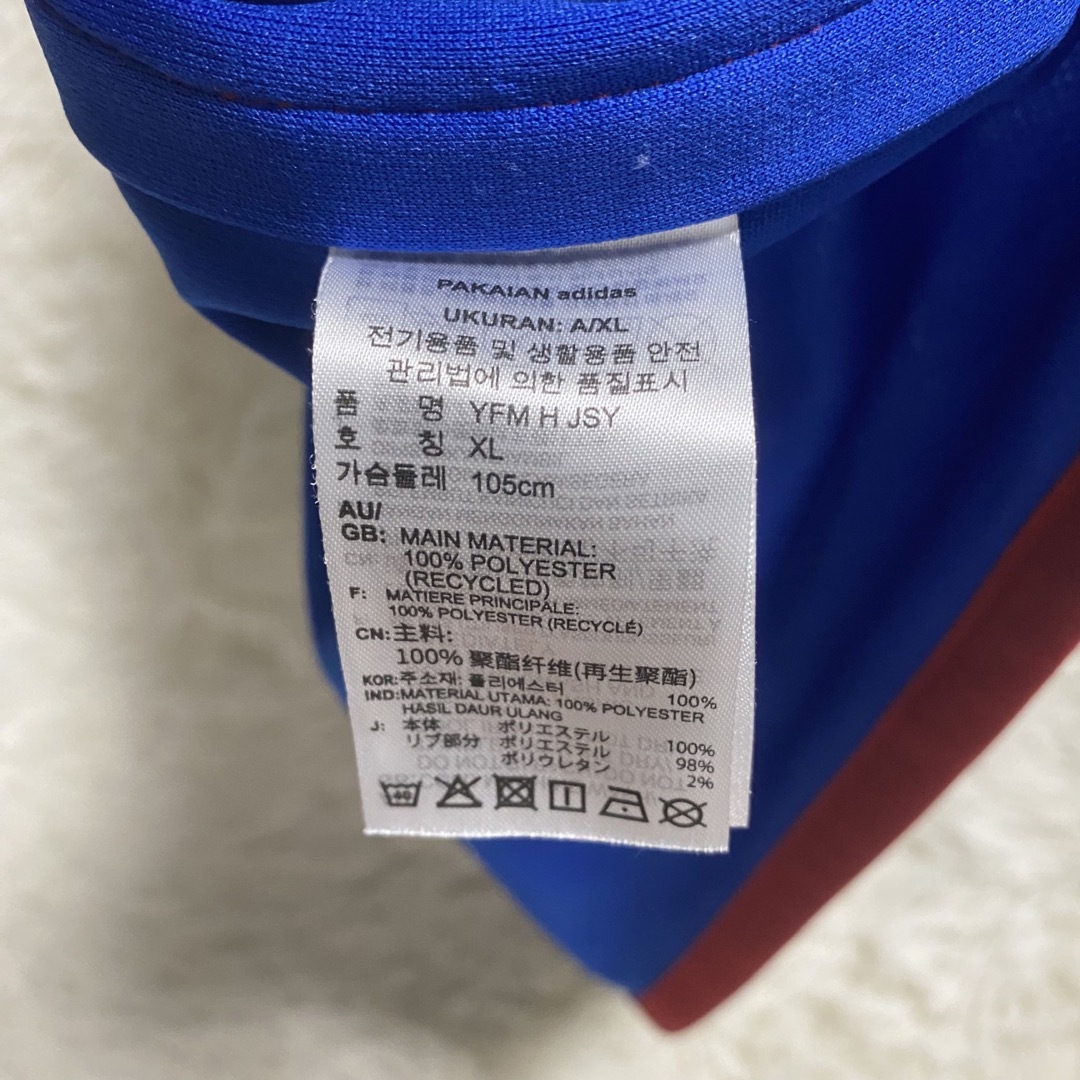 PAKAIAN adidas
UKURAN: A/XL
전기용품 및 생활용품 안전
관리법에 의한 품질표시
품 명 YFM H JSY
호 칭 XL
가슴둘레 105cm
AU/
GB: MAIN MATERIAL:
100% POLYESTER
(RECYCLED)
F: MATIERE PRINCIPALE:
100% POLYESTER (RECYCLÉ)
CN: 主料:
100% 聚酯纤维(再生聚酯)
KOR: 주소재: 폴리에스터 100%
IND: MATERIAL UTAMA: 100% POLYESTER
HASIL DAUR ULANG
J: 本体 ポリエステル 100%
リブ部分 ポリエステル 98%
ポリウレタン 2%
40